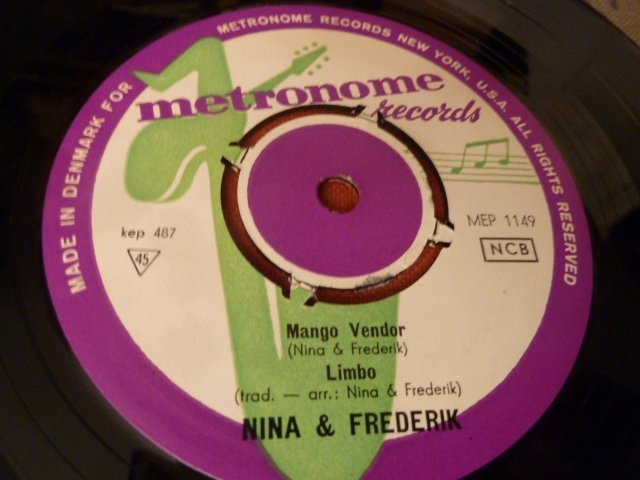 MADE IN DENMARK FOR METRONOME RECORDS NEW YORK, U.S.A. ALL RIGHTS RESERVED
metronome
records
kep 487
MEP 1149
45
NCB
Mango Vendor
(Nina & Frederik)
Limbo
(trad. — arr.: Nina & Frederik)
NINA & FREDERIK